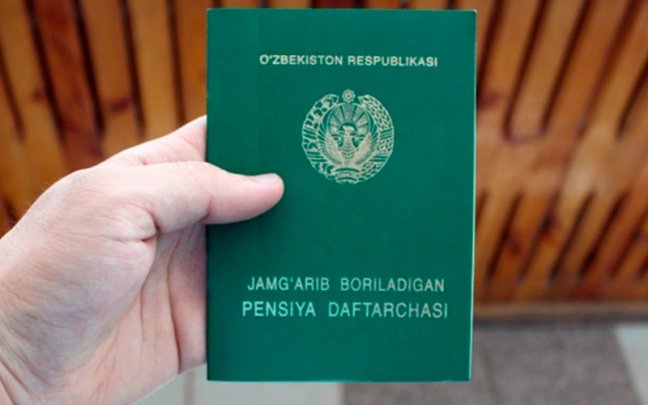 O'ZBEKISTON RESPUBLIKASI
JAMG'ARIB BORILADIGAN
PENSIYA DAFTARCHASI